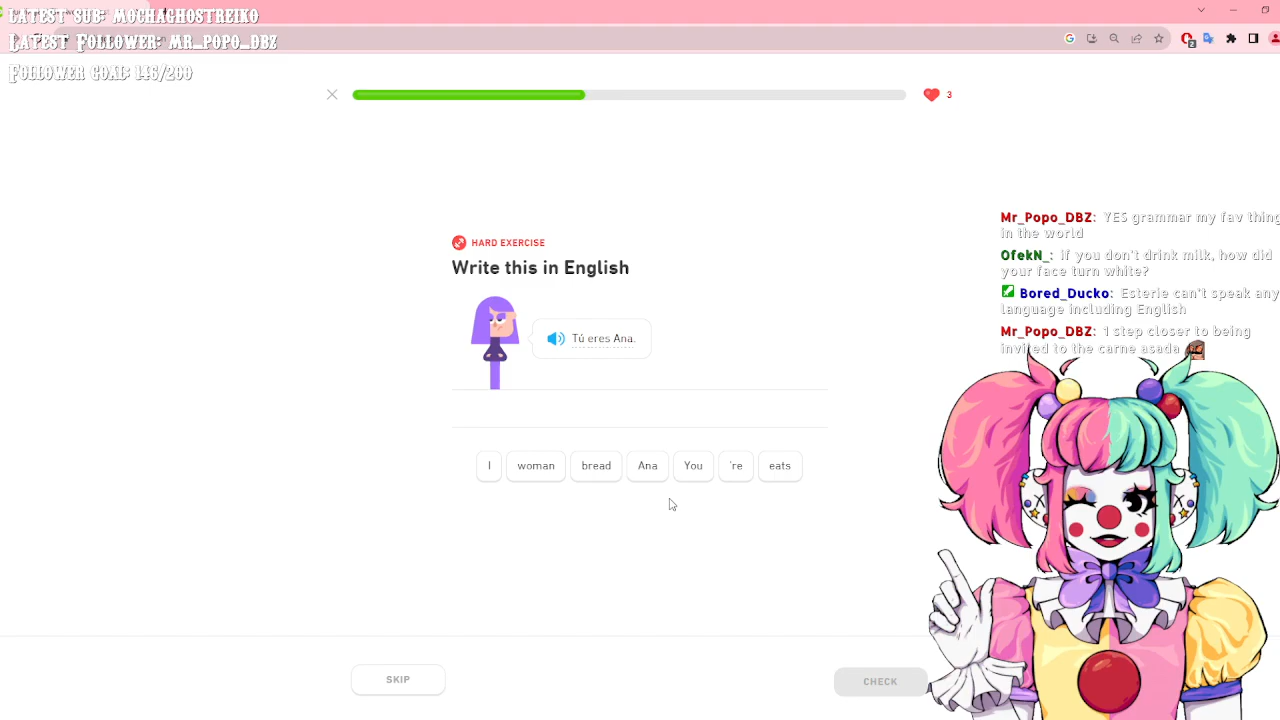 LATEST SUB: MOCHAGHOSTREIKO
LATEST FOLLOWER: MR_POPO_DBZ
FOLLOWER GOAL: 146/200
3
HARD EXERCISE
Write this in English
Tú eres Ana.
I woman bread Ana You 're eats
SKIP
CHECK
Mr_Popo_DBZ: YES grammar my fav thing
in the world
OfekN_: if you don't drink milk, how did
your face turn white?
Bored_Ducko: Esterie can't speak any
language including English
Mr_Popo_DBZ: 1 step closer to being
invited to the carne asada